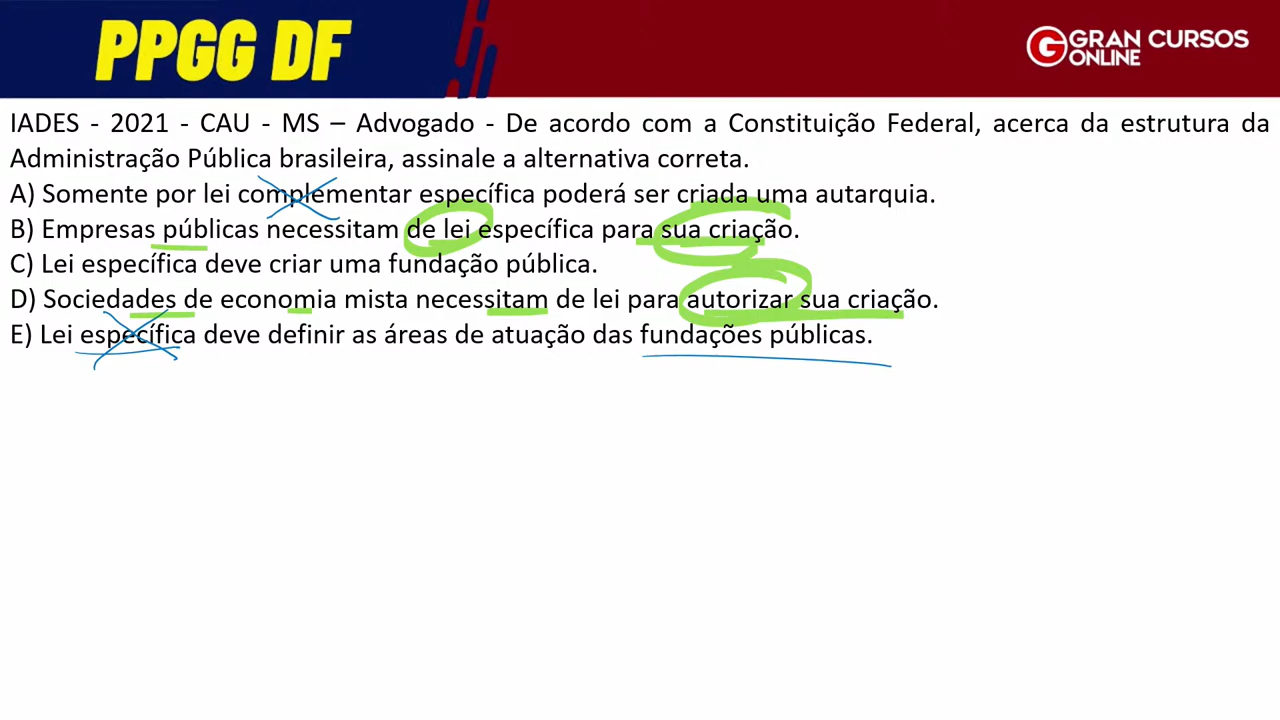 PPGG DF
GRAN CURSOS
ONLINE
IADES - 2021 - CAU - MS – Advogado - De acordo com a Constituição Federal, acerca da estrutura da
Administração Pública brasileira, assinale a alternativa correta.
A) Somente por lei complementar específica poderá ser criada uma autarquia.
B) Empresas públicas necessitam de lei específica para sua criação.
C) Lei específica deve criar uma fundação pública.
D) Sociedades de economia mista necessitam de lei para autorizar sua criação.
E) Lei específica deve definir as áreas de atuação das fundações públicas.